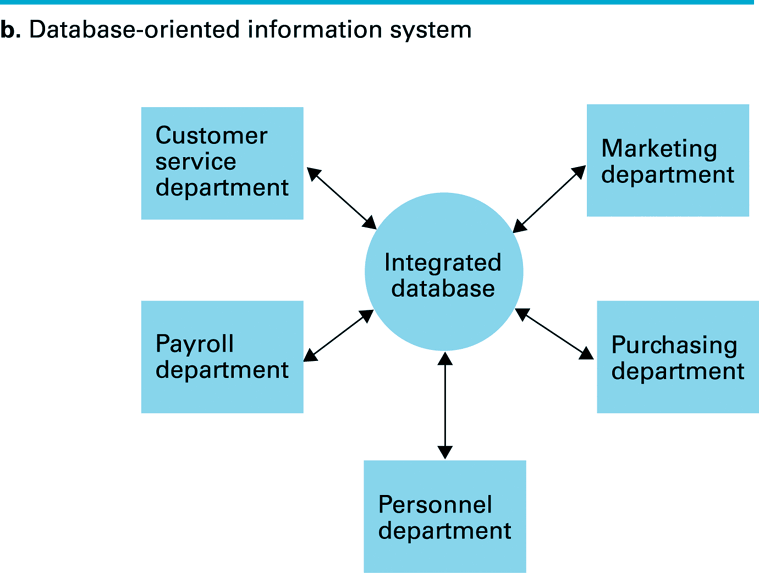 b. Database-oriented information system
Customer
service
department
Marketing
department
Integrated
database
Payroll
department
Purchasing
department
Personnel
department